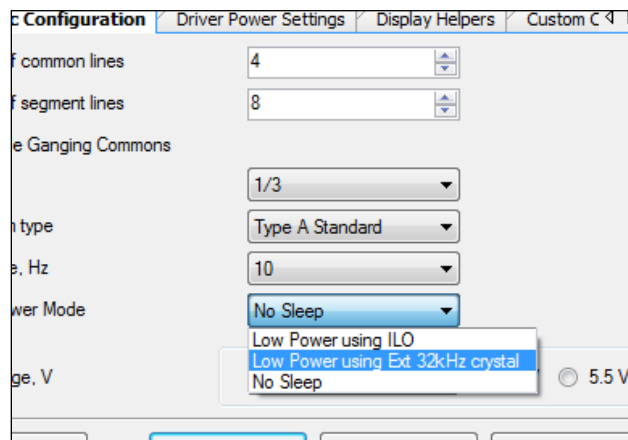 c Configuration Driver Power Settings Display Helpers Custom C
f common lines 4
f segment lines 8
e Ganging Commons
1/3
n type Type A Standard
e, Hz 10
wer Mode No Sleep
Low Power using ILO
Low Power using Ext 32kHz crystal
ge, V 5.5 V
No Sleep